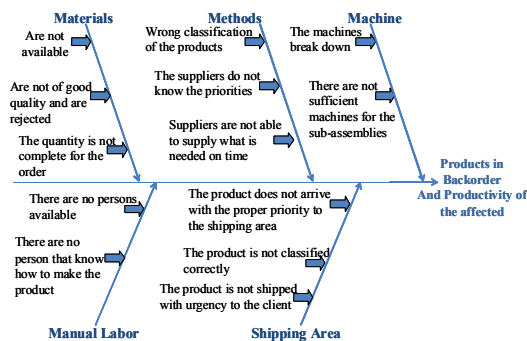 Materials
Methods
Machine
Are not
available
Wrong classification
of the products
The machines
break down
Are not of good
quality and are
rejected
The suppliers do not
know the priorities
There are not
sufficient
machines for the
sub-assemblies
The quantity is not
complete for the
order
Suppliers are not able
to supply what is
needed on time
Products in
Backorder
And Productivity of
the affected
There are no persons
available
The product does not arrive
with the proper priority to
the shipping area
There are no
person that know
how to make the
product
The product is not classified
correctly
The product is not shipped
with urgency to the client
Manual Labor
Shipping Area